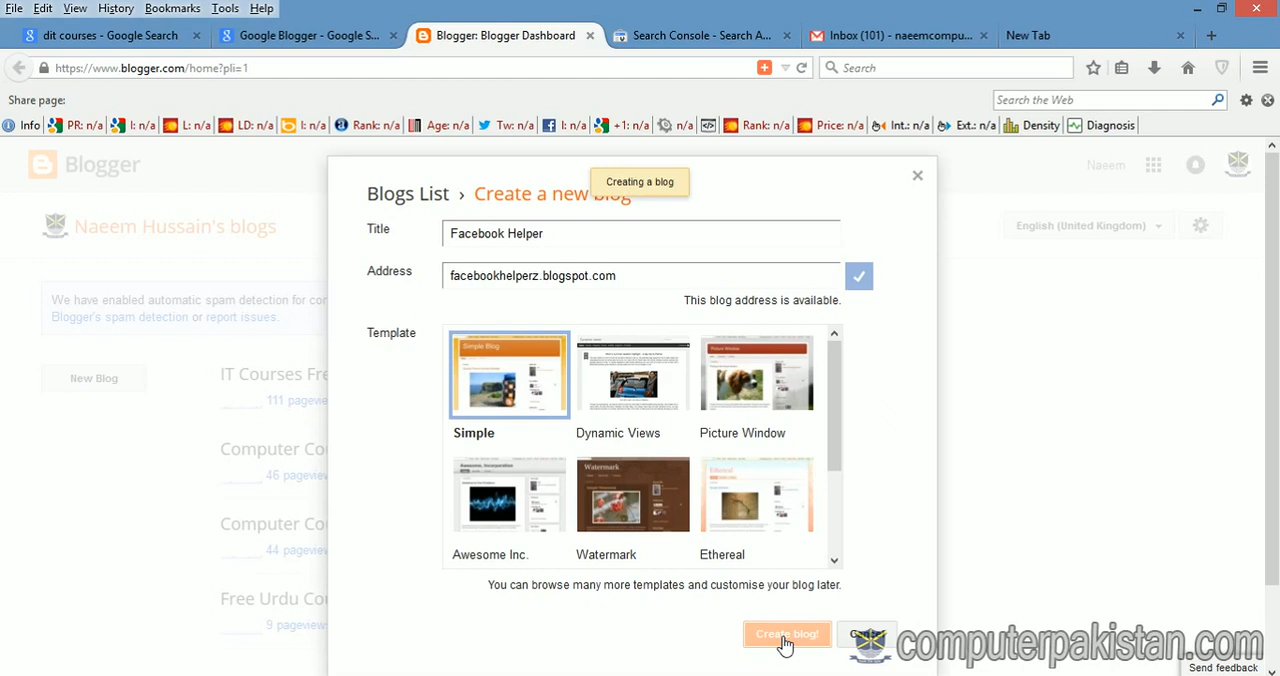 File Edit View History Bookmarks Tools Help
dit courses - Google Search
Google Blogger - Google S...
Blogger: Blogger Dashboard
Search Console - Search A...
Inbox (101) - naeemcompu...
New Tab
https://www.blogger.com/home?pli=1
Search
Share page:
Search the Web
Info PR: n/a I: n/a L: n/a LD: n/a I: n/a Rank: n/a Age: n/a Tw: n/a I: n/a +1: n/a n/a Rank: n/a Price: n/a Int.: n/a Ext.: n/a Density Diagnosis
Blogger
Naeem
Creating a blog
Blogs List › Create a new blog
Naeem Hussain's blogs
English (United Kingdom)
Title
Facebook Helper
Address
facebookhelperz.blogspot.com
This blog address is available.
We have enabled automatic spam detection for co
Blogger's spam detection or report issues.
Template
Simple Blog
Simple
Dynamic Views
Picture Window
New Blog
IT Courses Fre
111 pagevie
Computer Co
46 pageview
Computer Co
44 pageview
Free Urdu Co
9 pageview
Watermark
Ethereal
Awesome Inc.
Watermark
Ethereal
You can browse many more templates and customise your blog later.
Create blog!
computerpakistan.com
Send feedback